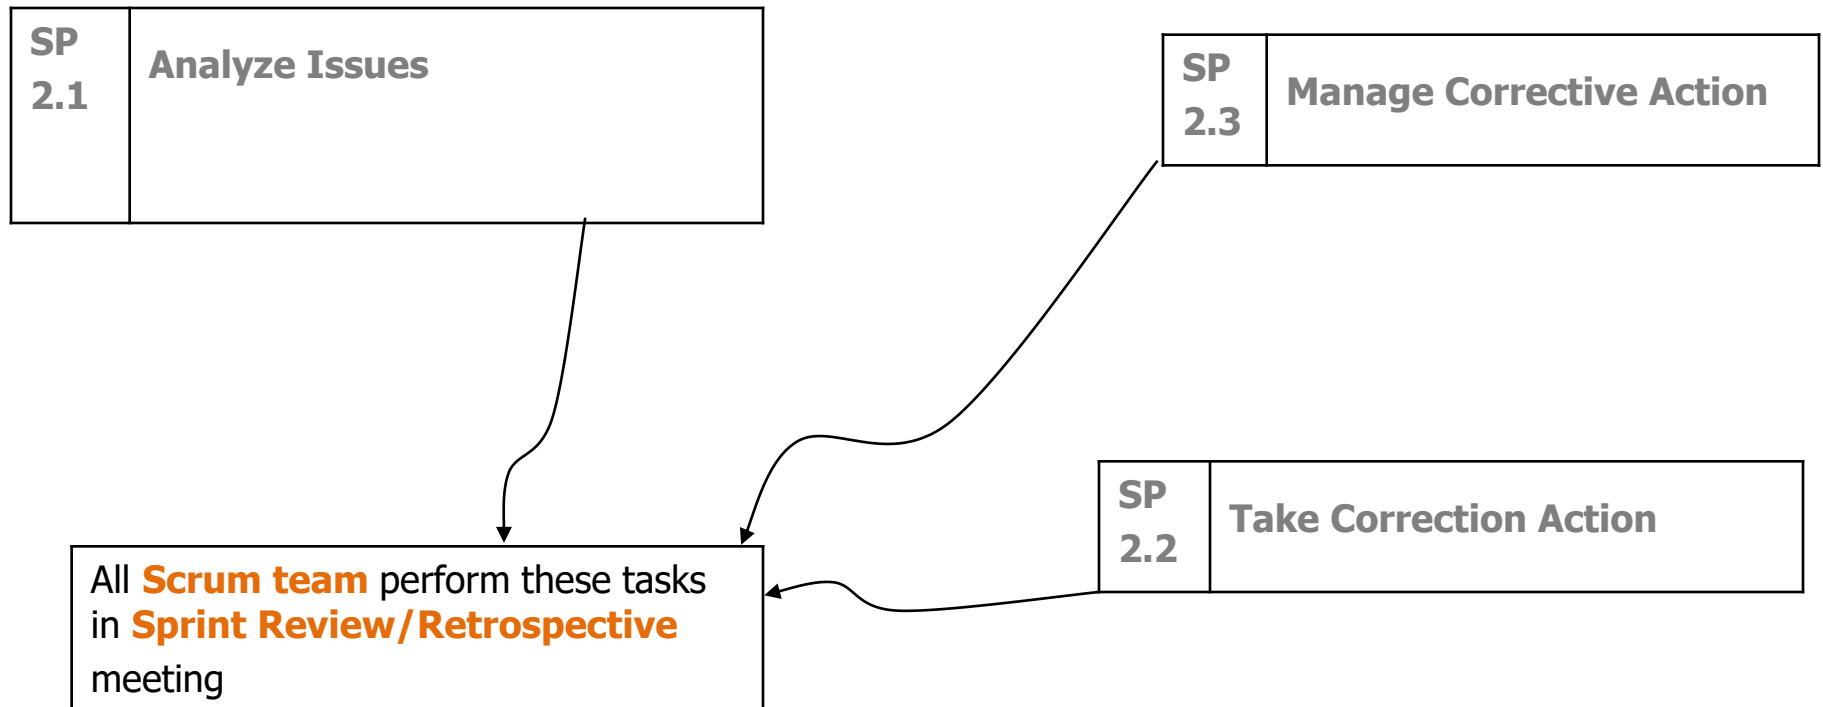 SP
2.1
Analyze Issues
SP
2.3
Manage Corrective Action
SP
2.2
Take Correction Action
All Scrum team perform these tasks
in Sprint Review/Retrospective
meeting